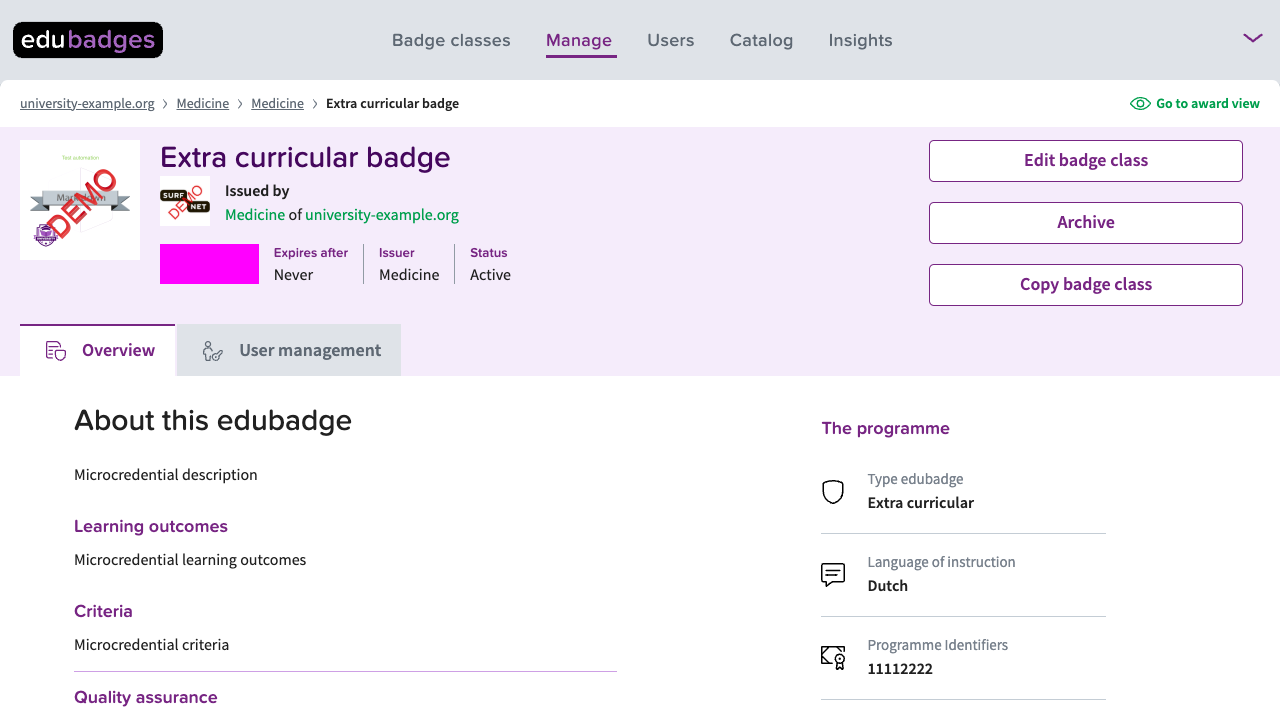 edubadges
Badge classes
Manage
Users
Catalog
Insights
university-example.org > Medicine > Medicine > Extra curricular badge
Go to award view
Test automation
DEMO
Extra curricular badge
SURF
NET
DEMO
Issued by
Medicine of university-example.org
Expires after
Never
Issuer
Medicine
Status
Active
Edit badge class
Archive
Copy badge class
Overview
User management
About this edubadge
Microcredential description
Learning outcomes
Microcredential learning outcomes
Criteria
Microcredential criteria
Quality assurance
The programme
Type edubadge
Extra curricular
Language of instruction
Dutch
Programme Identifiers
11112222